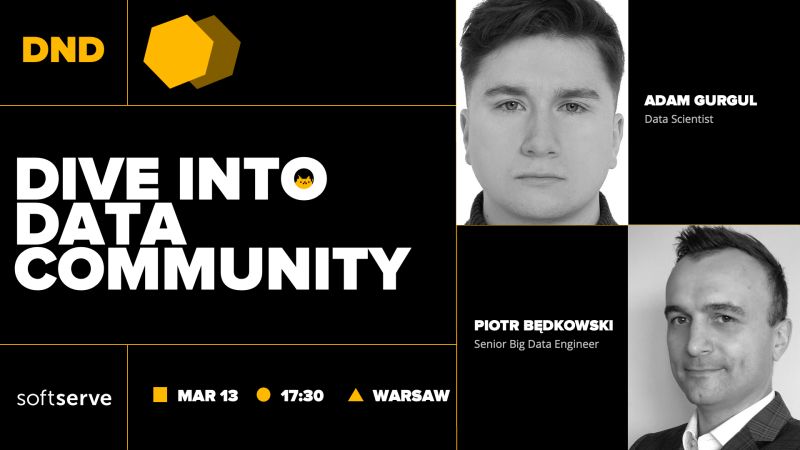 DND
DIVE INTO
DATA
COMMUNITY
softserve
MAR 13
17:30
WARSAW
ADAM GURGUL
Data Scientist
PIOTR BĘDKOWSKI
Senior Big Data Engineer